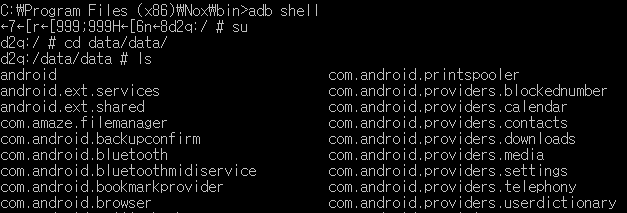 C:₩Program Files (x86)₩Nox₩bin>adb shell
←7←[r←[999;999H←[6n←8d2q:/ # su
d2q:/ # cd data/data/
d2q:/data/data # ls
android com.android.printspooler
android.ext.services com.android.providers.blockednumber
android.ext.shared com.android.providers.calendar
com.amaze.filemanager com.android.providers.contacts
com.android.backupconfirm com.android.providers.downloads
com.android.bluetooth com.android.providers.media
com.android.bluetoothmidiservice com.android.providers.settings
com.android.bookmarkprovider com.android.providers.telephony
com.android.browser com.android.providers.userdictionary